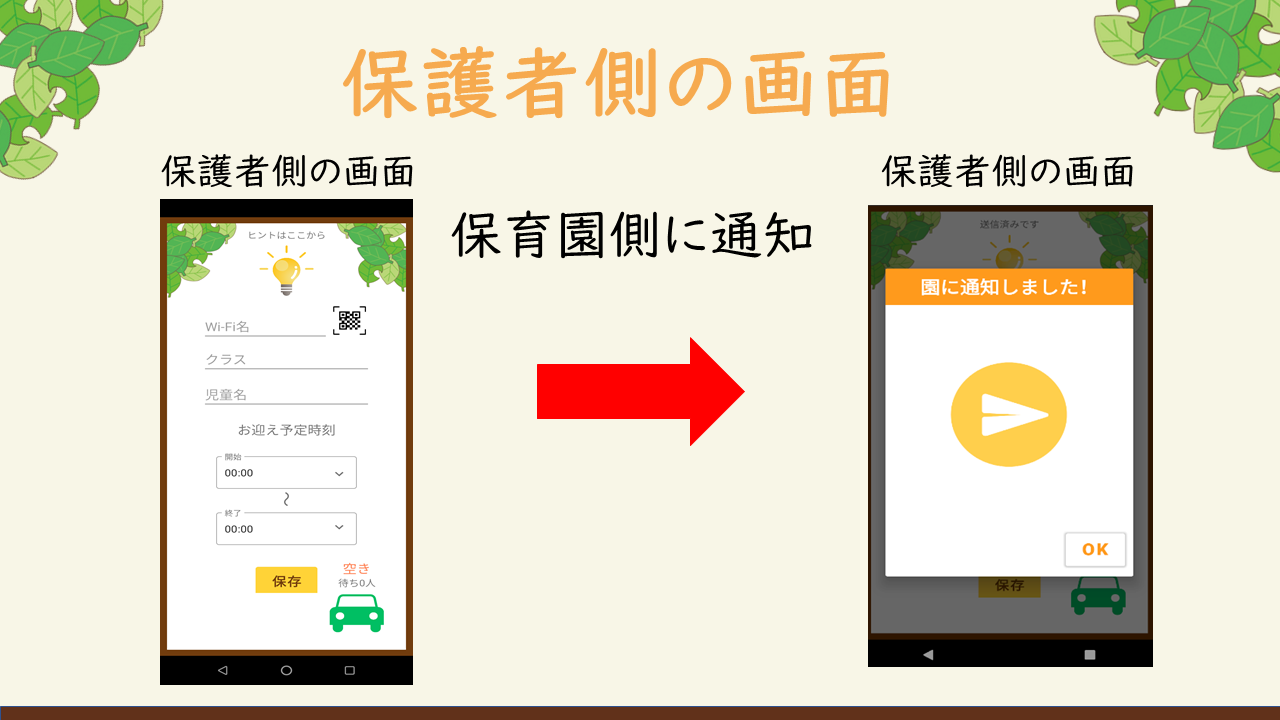 保護者側の画面
保護者側の画面
ヒントはここから
Wi-Fi名
クラス
児童名
お迎え予定時刻
開始
00:00
〜
終了
00:00
保存
空き
待ち0人
保育園側に通知
保護者側の画面
送信済みです
園に通知しました!
OK
保存